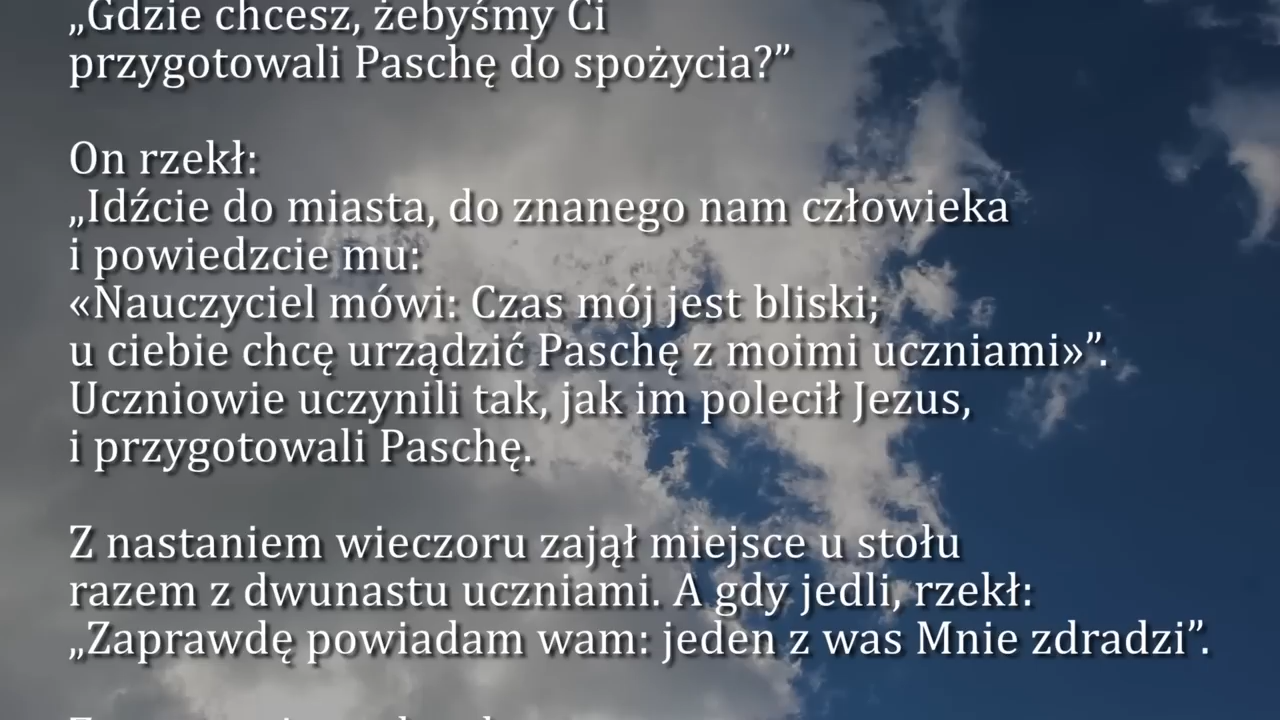 „Gdzie chcesz, żebyśmy Ci
przygotowali Paschę do spożycia?”
On rzekł:
„Idźcie do miasta, do znanego nam człowieka
i powiedzcie mu:
«Nauczyciel mówi: Czas mój jest bliski;
u ciebie chcę urządzić Paschę z moimi uczniami»”.
Uczniowie uczynili tak, jak im polecił Jezus,
i przygotowali Paschę.
Z nastaniem wieczoru zajął miejsce u stołu
razem z dwunastu uczniami. A gdy jedli, rzekł:
„Zaprawdę powiadam wam: jeden z was Mnie zdradzi”.